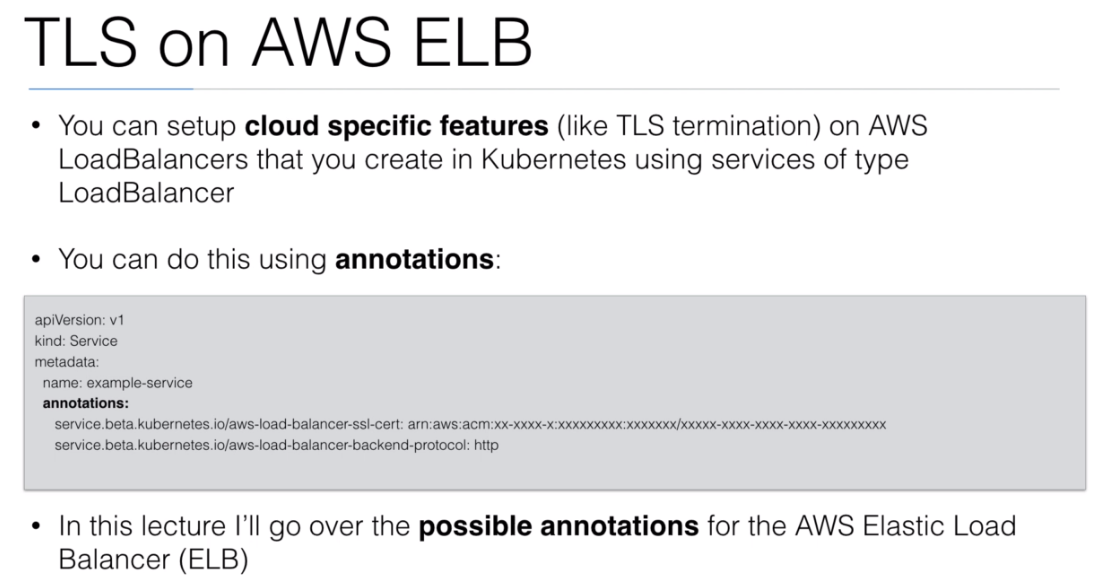 TLS on AWS ELB
• You can setup cloud specific features (like TLS termination) on AWS
LoadBalancers that you create in Kubernetes using services of type
LoadBalancer
• You can do this using annotations:
apiVersion: v1
kind: Service
metadata:
  name: example-service
  annotations:
    service.beta.kubernetes.io/aws-load-balancer-ssl-cert: arn:aws:acm:xx-xxxx-x:xxxxxxxxx:xxxxxxx/xxxxx-xxxx-xxxx-xxxx-xxxxxxxxx
    service.beta.kubernetes.io/aws-load-balancer-backend-protocol: http
• In this lecture I'll go over the possible annotations for the AWS Elastic Load
Balancer (ELB)